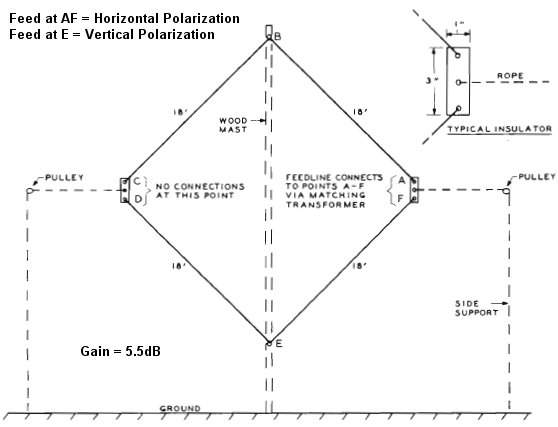 Feed at AF = Horizontal Polarization
Feed at E = Vertical Polarization
B
1"
3"
ROPE
TYPICAL INSULATOR
18'
18'
WOOD
MAST
PULLEY
C
D
NO CONNECTIONS
AT THIS POINT
FEEDLINE CONNECTS
TO POINTS A-F
VIA MATCHING
TRANSFORMER
A
F
PULLEY
18'
18'
SIDE
SUPPORT
E
Gain = 5.5dB
GROUND